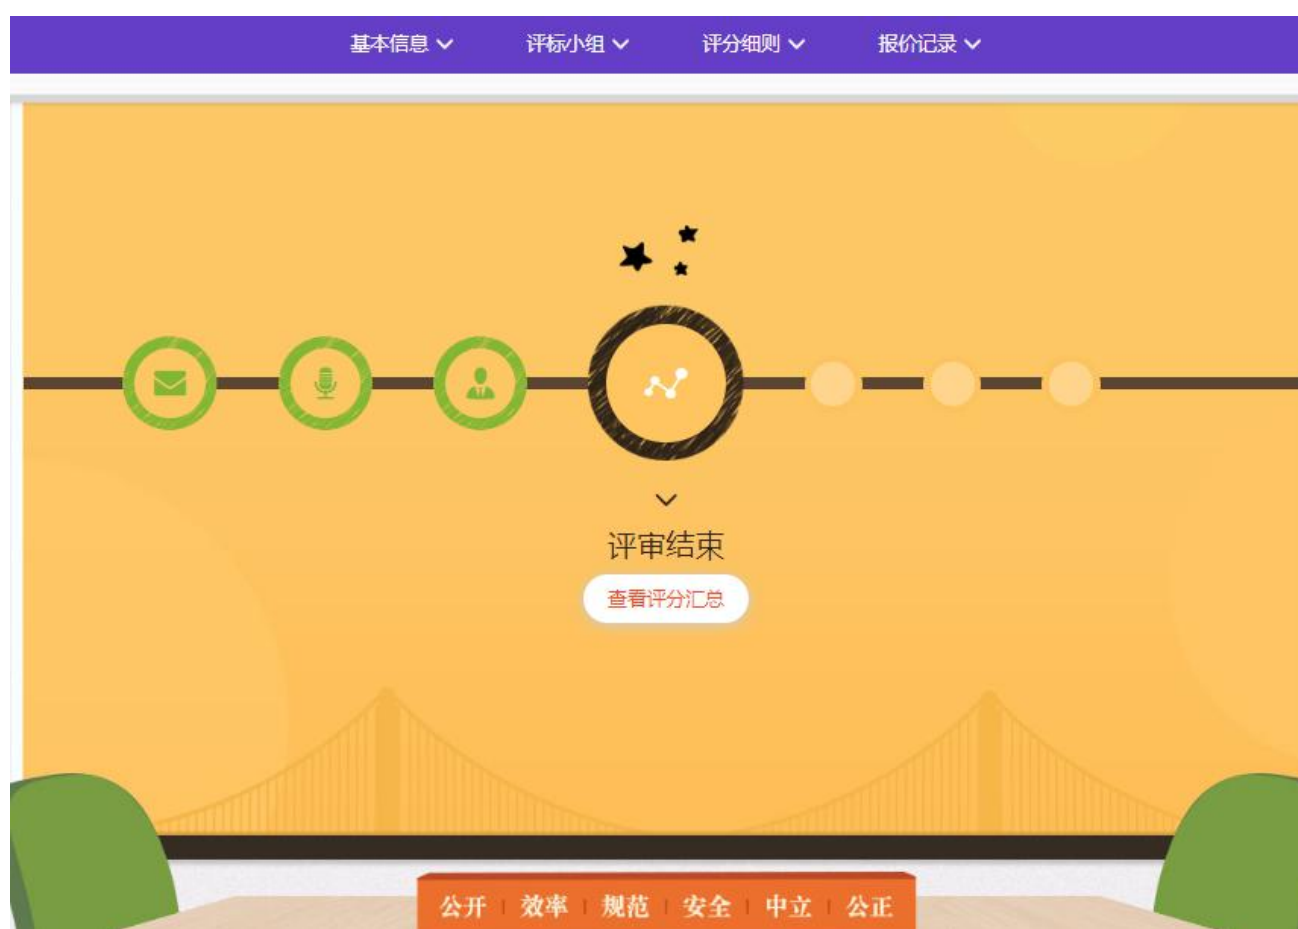 基本信息 评标小组 评分细则 报价记录
评审结束
查看评分汇总
公开 效率 规范 安全 中立 公正